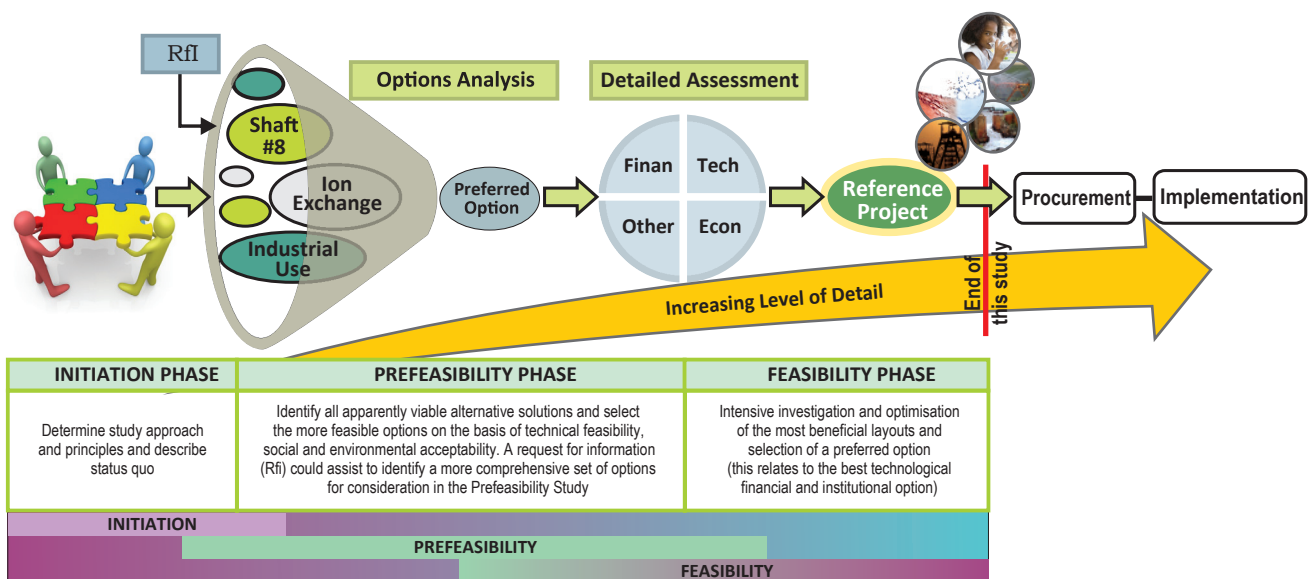 RfI
Options Analysis
Detailed Assessment
Shaft
#8
Ion
Exchange
Industrial
Use
Preferred
Option
Finan
Tech
Other
Econ
Reference
Project
Procurement
Implementation
End of
this study
Increasing Level of Detail
INITIATION PHASE
PREFEASIBILITY PHASE
FEASIBILITY PHASE
Determine study approach
and principles and describe
status quo
Identify all apparently viable alternative solutions and select
the more feasible options on the basis of technical feasibility,
social and environmental acceptability. A request for information
(Rfi) could assist to identify a more comprehensive set of options
for consideration in the Prefeasibility Study
Intensive investigation and optimisation
of the most beneficial layouts and
selection of a preferred option
(this relates to the best technological
financial and institutional option)
INITIATION
PREFEASIBILITY
FEASIBILITY